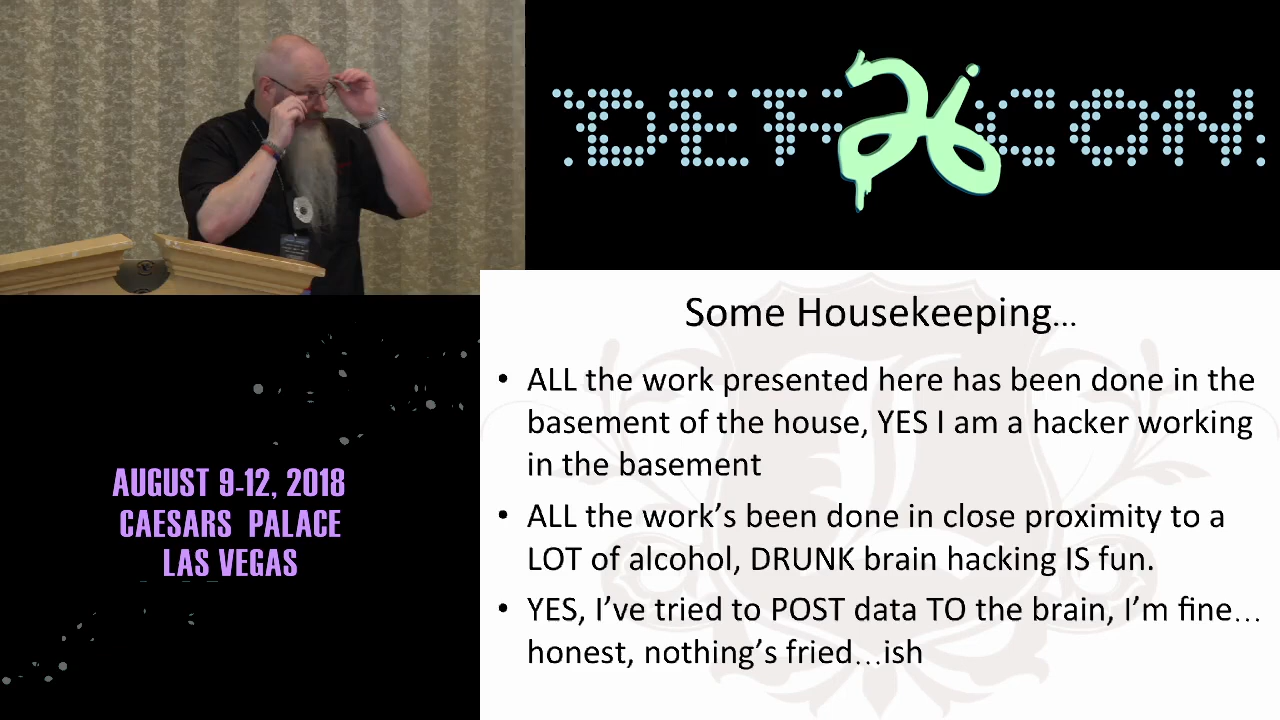 DEF CON 26
AUGUST 9-12, 2018
CAESARS PALACE
LAS VEGAS
Some Housekeeping...
• ALL the work presented here has been done in the
basement of the house, YES I am a hacker working
in the basement
• ALL the work’s been done in close proximity to a
LOT of alcohol, DRUNK brain hacking IS fun.
• YES, I’ve tried to POST data TO the brain, I’m fine…
honest, nothing’s fried…ish